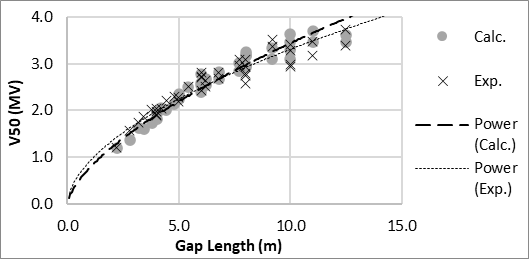 4.0
3.0
2.0
1.0
0.0
V50 (MV)
0.0 5.0 10.0 15.0
Gap Length (m)
Calc.
Exp.
Power
(Calc.)
Power
(Exp.)